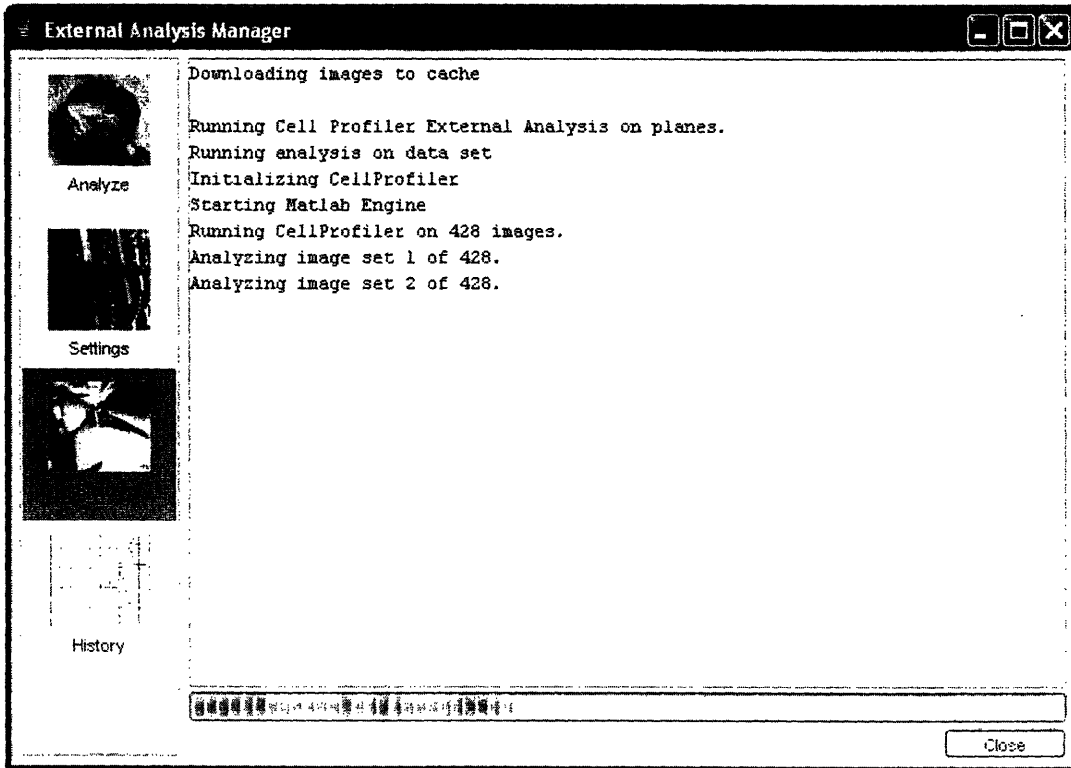 External Analysis Manager
Analyze
Settings
History
Downloading images to cache
Running Cell Profiler External Analysis on planes.
Running analysis on data set
Initializing CellProfiler
Starting Matlab Engine
Running CellProfiler on 428 images.
Analyzing image set 1 of 428.
Analyzing image set 2 of 428.
Close